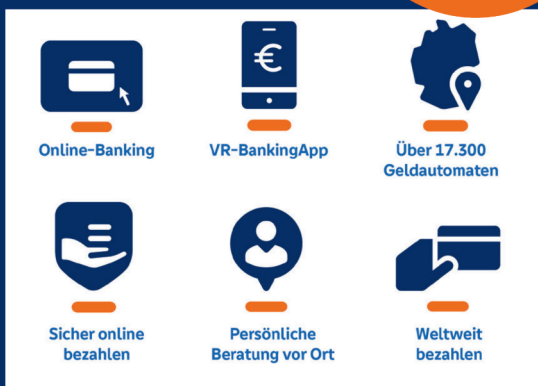 Online-Banking
VR-BankingApp
Über 17.300
Geldautomaten
Sicher online
bezahlen
Persönliche
Beratung vor Ort
Weltweit
bezahlen